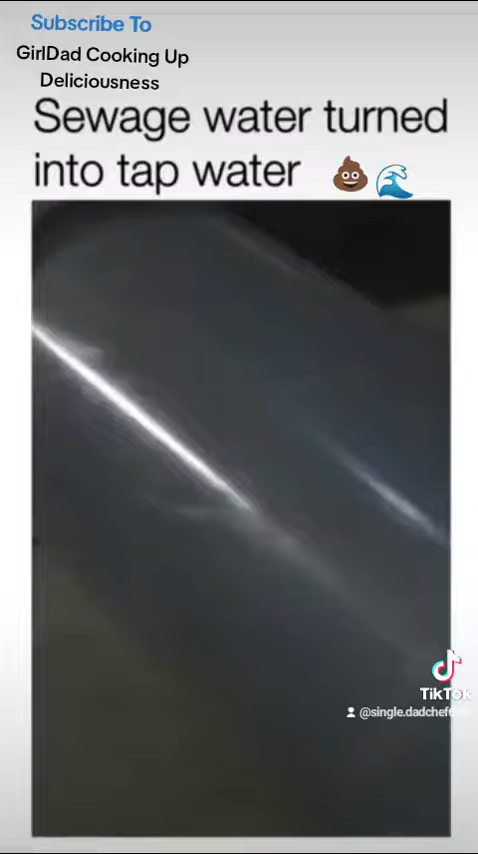 Subscribe To
GirlDad Cooking Up
Deliciousness
Sewage water turned
into tap water 💩🌊
TikTok